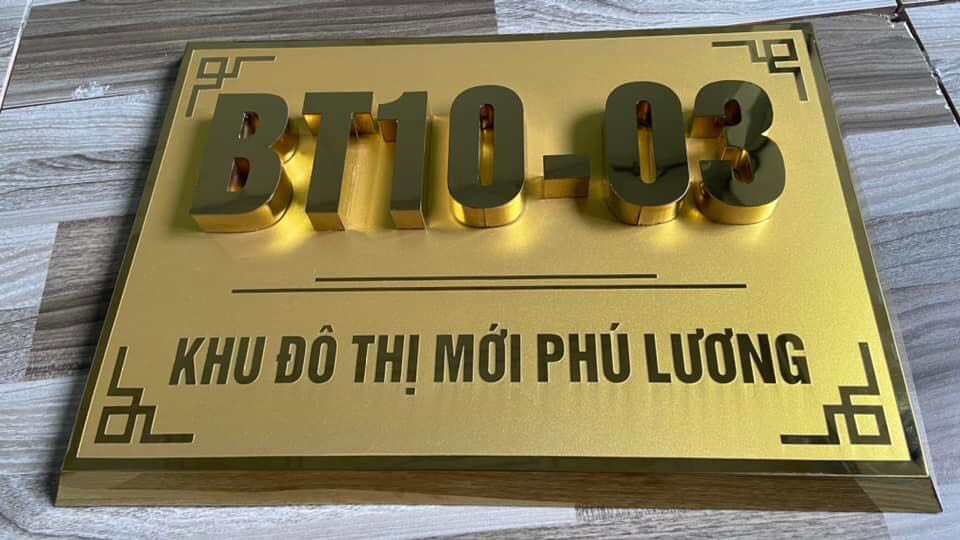 BT10-03
KHU ĐÔ THỊ MỚI PHÚ LƯƠNG